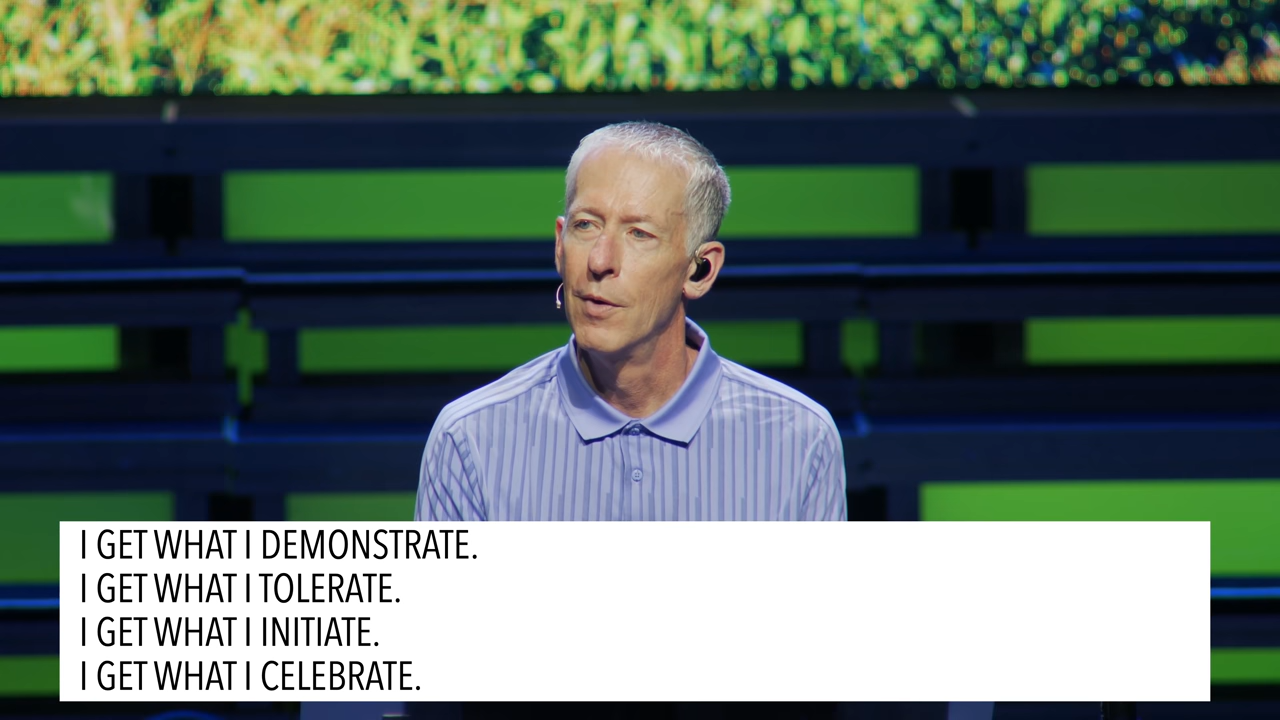 I GET WHAT I DEMONSTRATE.
I GET WHAT I TOLERATE.
I GET WHAT I INITIATE.
I GET WHAT I CELEBRATE.